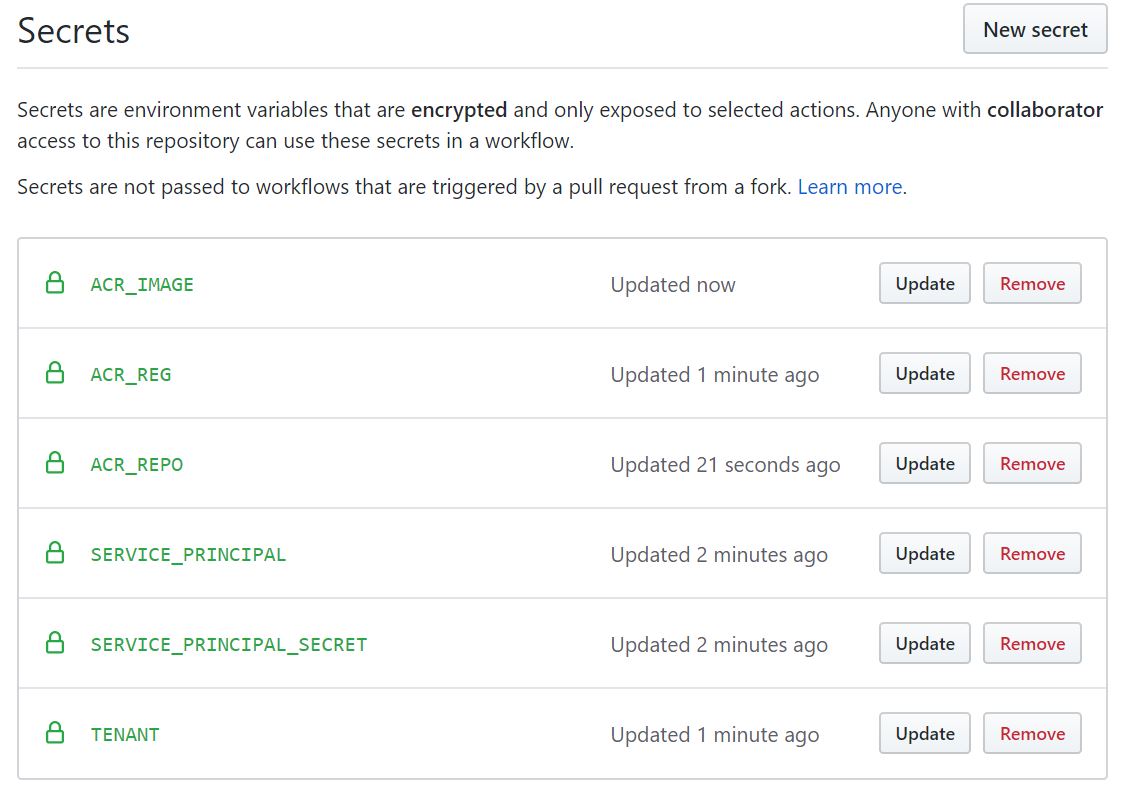 Secrets
New secret
Secrets are environment variables that are encrypted and only exposed to selected actions. Anyone with collaborator
access to this repository can use these secrets in a workflow.
Secrets are not passed to workflows that are triggered by a pull request from a fork. Learn more.
ACR_IMAGE Updated now Update Remove
ACR_REG Updated 1 minute ago Update Remove
ACR_REPO Updated 21 seconds ago Update Remove
SERVICE_PRINCIPAL Updated 2 minutes ago Update Remove
SERVICE_PRINCIPAL_SECRET Updated 2 minutes ago Update Remove
TENANT Updated 1 minute ago Update Remove